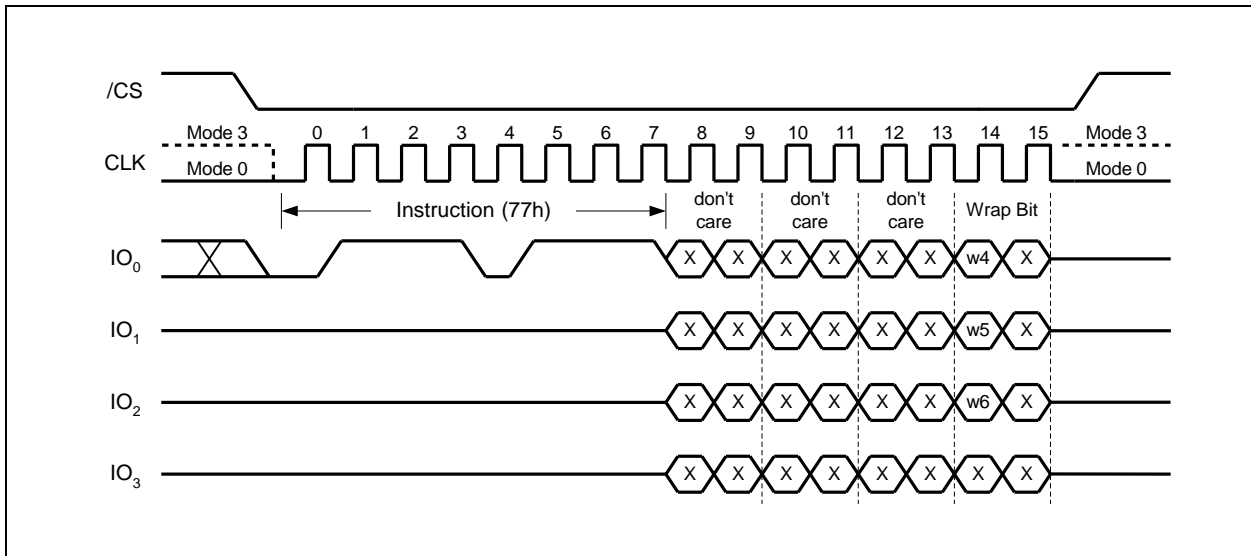 /CS
Mode 3 0 1 2 3 4 5 6 7 8 9 10 11 12 13 14 15 Mode 3
CLK
Mode 0 Mode 0
Instruction (77h) don't care don't care don't care Wrap Bit
IO0 X X X X X X w4 X
IO1 X X X X X X w5 X
IO2 X X X X X X w6 X
IO3 X X X X X X X X